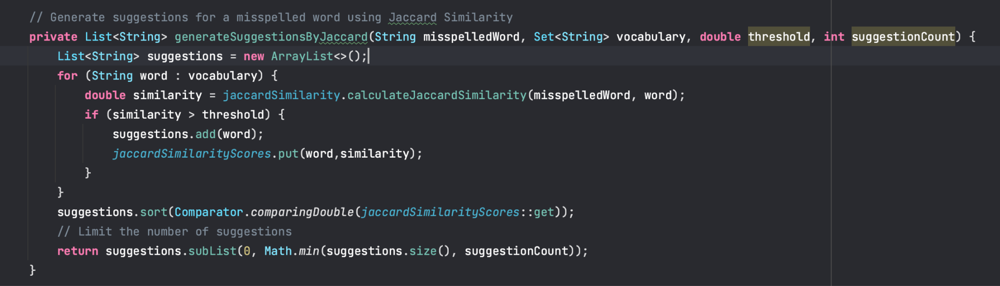 // Generate suggestions for a misspelled word using Jaccard Similarity
private List<String> generateSuggestionsByJaccard(String misspelledWord, Set<String> vocabulary, double threshold, int suggestionCount) {
    List<String> suggestions = new ArrayList<>();
    for (String word : vocabulary) {
        double similarity = jaccardSimilarity.calculateJaccardSimilarity(misspelledWord, word);
        if (similarity > threshold) {
            suggestions.add(word);
            jaccardSimilarityScores.put(word,similarity);
        }
    }
    suggestions.sort(Comparator.comparingDouble(jaccardSimilarityScores::get));
    // Limit the number of suggestions
    return suggestions.subList(0, Math.min(suggestions.size(), suggestionCount));
}